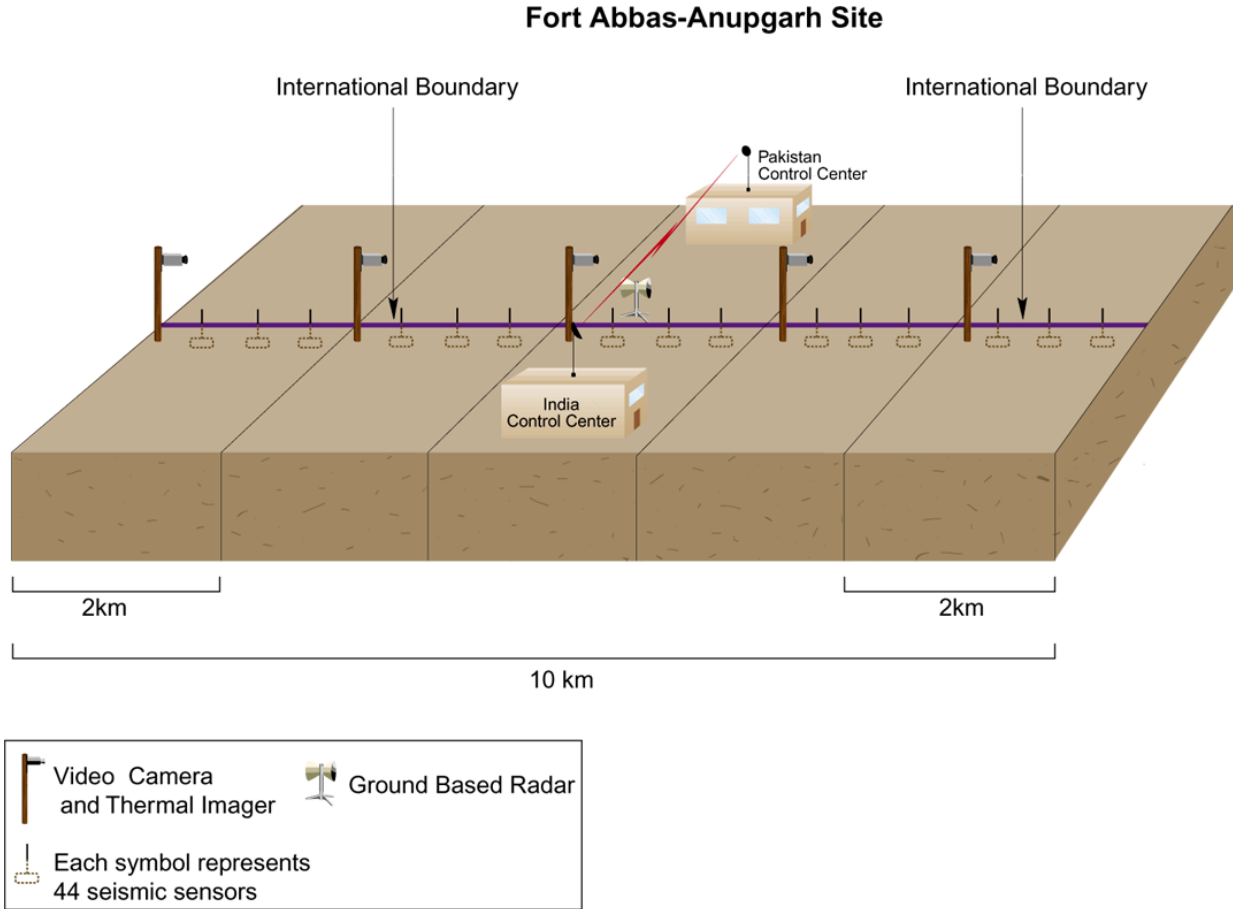 Fort Abbas-Anupgarh Site
International Boundary
International Boundary
Pakistan
Control Center
India
Control Center
2km
2km
10 km
Video Camera
and Thermal Imager
Ground Based Radar
Each symbol represents
44 seismic sensors